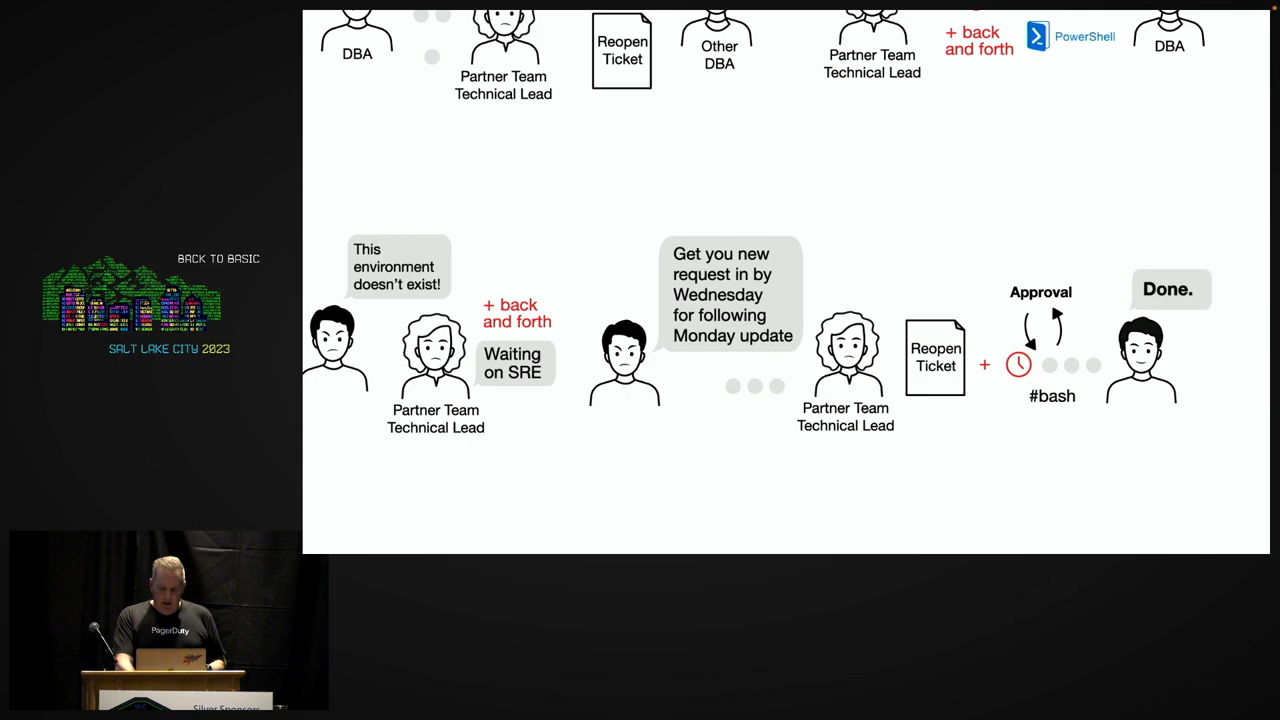 DBA
Partner Team
Technical Lead
Reopen
Ticket
Other
DBA
Partner Team
Technical Lead
+ back
and forth
PowerShell
DBA
BACK TO BASIC
SALT LAKE CITY 2023
This
environment
doesn't exist!
+ back
and forth
Waiting
on SRE
Partner Team
Technical Lead
Get you new
request in by
Wednesday
for following
Monday update
Partner Team
Technical Lead
Reopen
Ticket
+
Approval
#bash
Done.
PagerDuty
SLC
Silver Sponsors